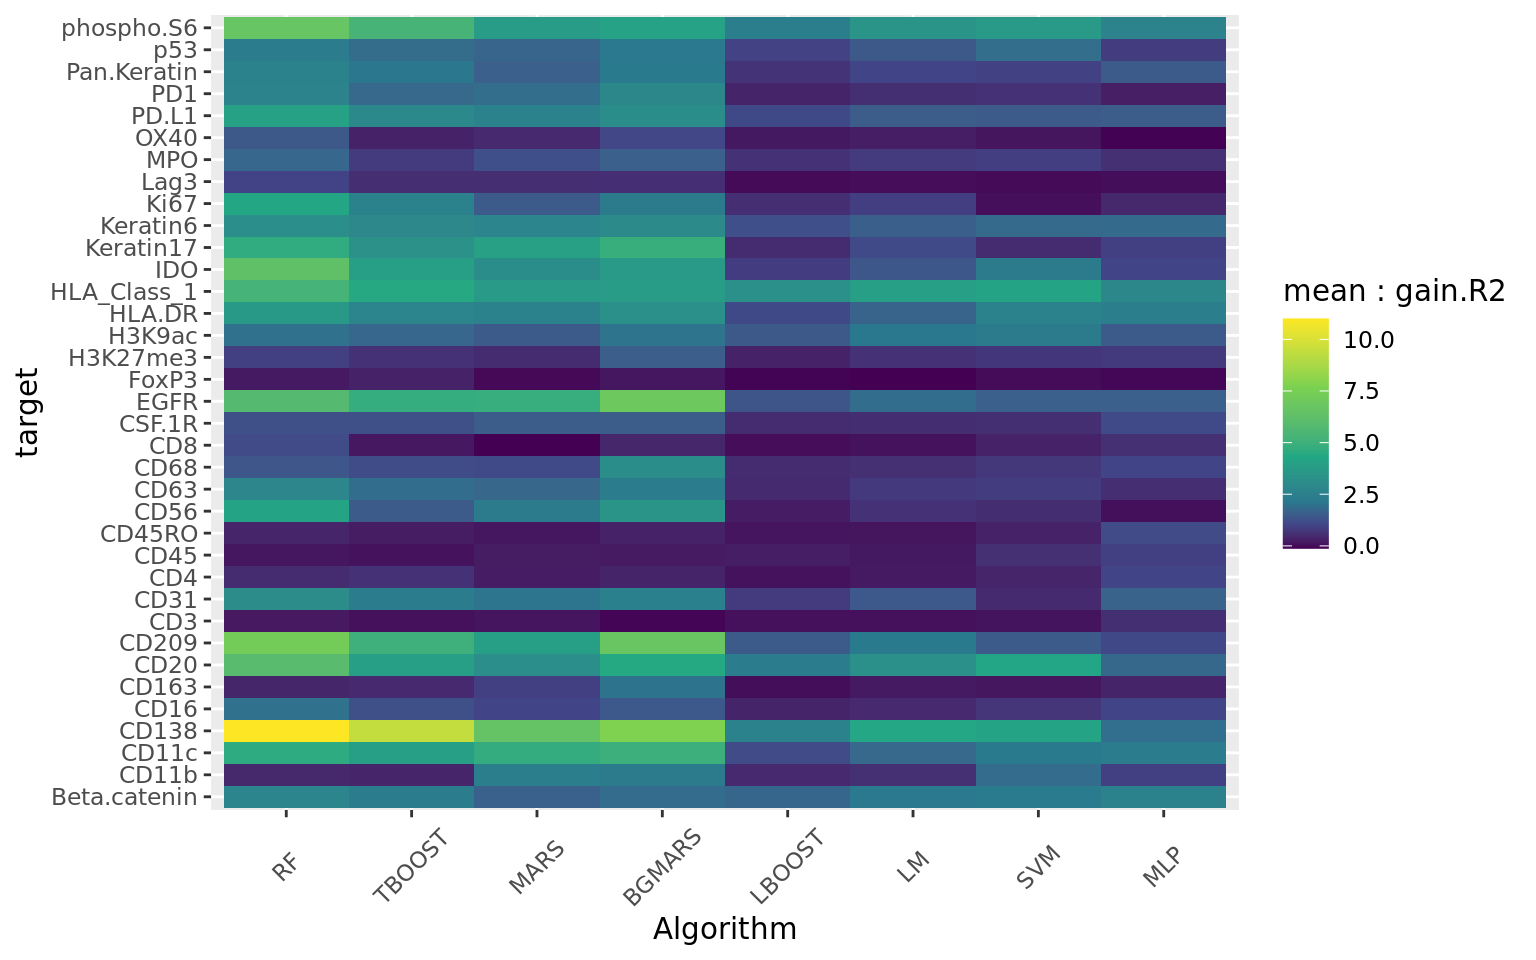 phospho.S6
p53
Pan.Keratin
PD1
PD.L1
OX40
MPO
Lag3
Ki67
Keratin6
Keratin17
IDO
HLA_Class_1
HLA.DR
H3K9ac
H3K27me3
FoxP3
EGFR
CSF.1R
CD8
CD68
CD63
CD56
CD45RO
CD45
CD4
CD31
CD3
CD209
CD20
CD163
CD16
CD138
CD11c
CD11b
Beta.catenin
target
RF
TBOOST
MARS
BGMARS
LBOOST
LM
SVM
MLP
Algorithm
mean : gain.R2
10.0
7.5
5.0
2.5
0.0